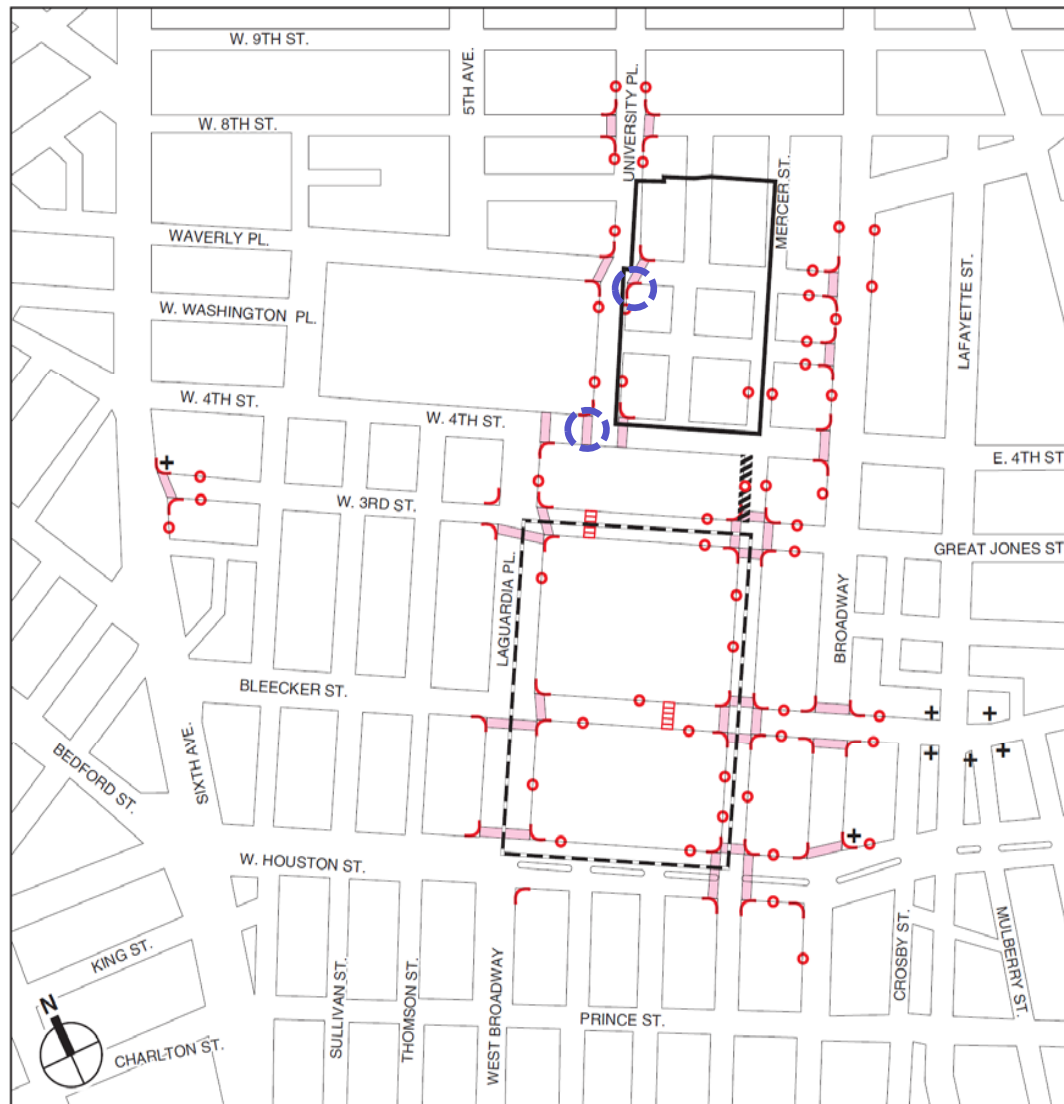 W. 9TH ST.
5TH AVE.
UNIVERSITY PL.
W. 8TH ST.
MERCER ST.
WAVERLY PL.
W. WASHINGTON PL.
LAFAYETTE ST.
W. 4TH ST.
W. 4TH ST.
E. 4TH ST
W. 3RD ST.
GREAT JONES ST
LAGUARDIA PL.
BROADWAY
BLEECKER ST.
BEDFORD ST.
SIXTH AVE.
W. HOUSTON ST.
KING ST.
CROSBY ST.
MULBERRY ST.
SULLIVAN ST.
THOMSON ST.
WEST BROADWAY
PRINCE ST.
N
CHARLTON ST.